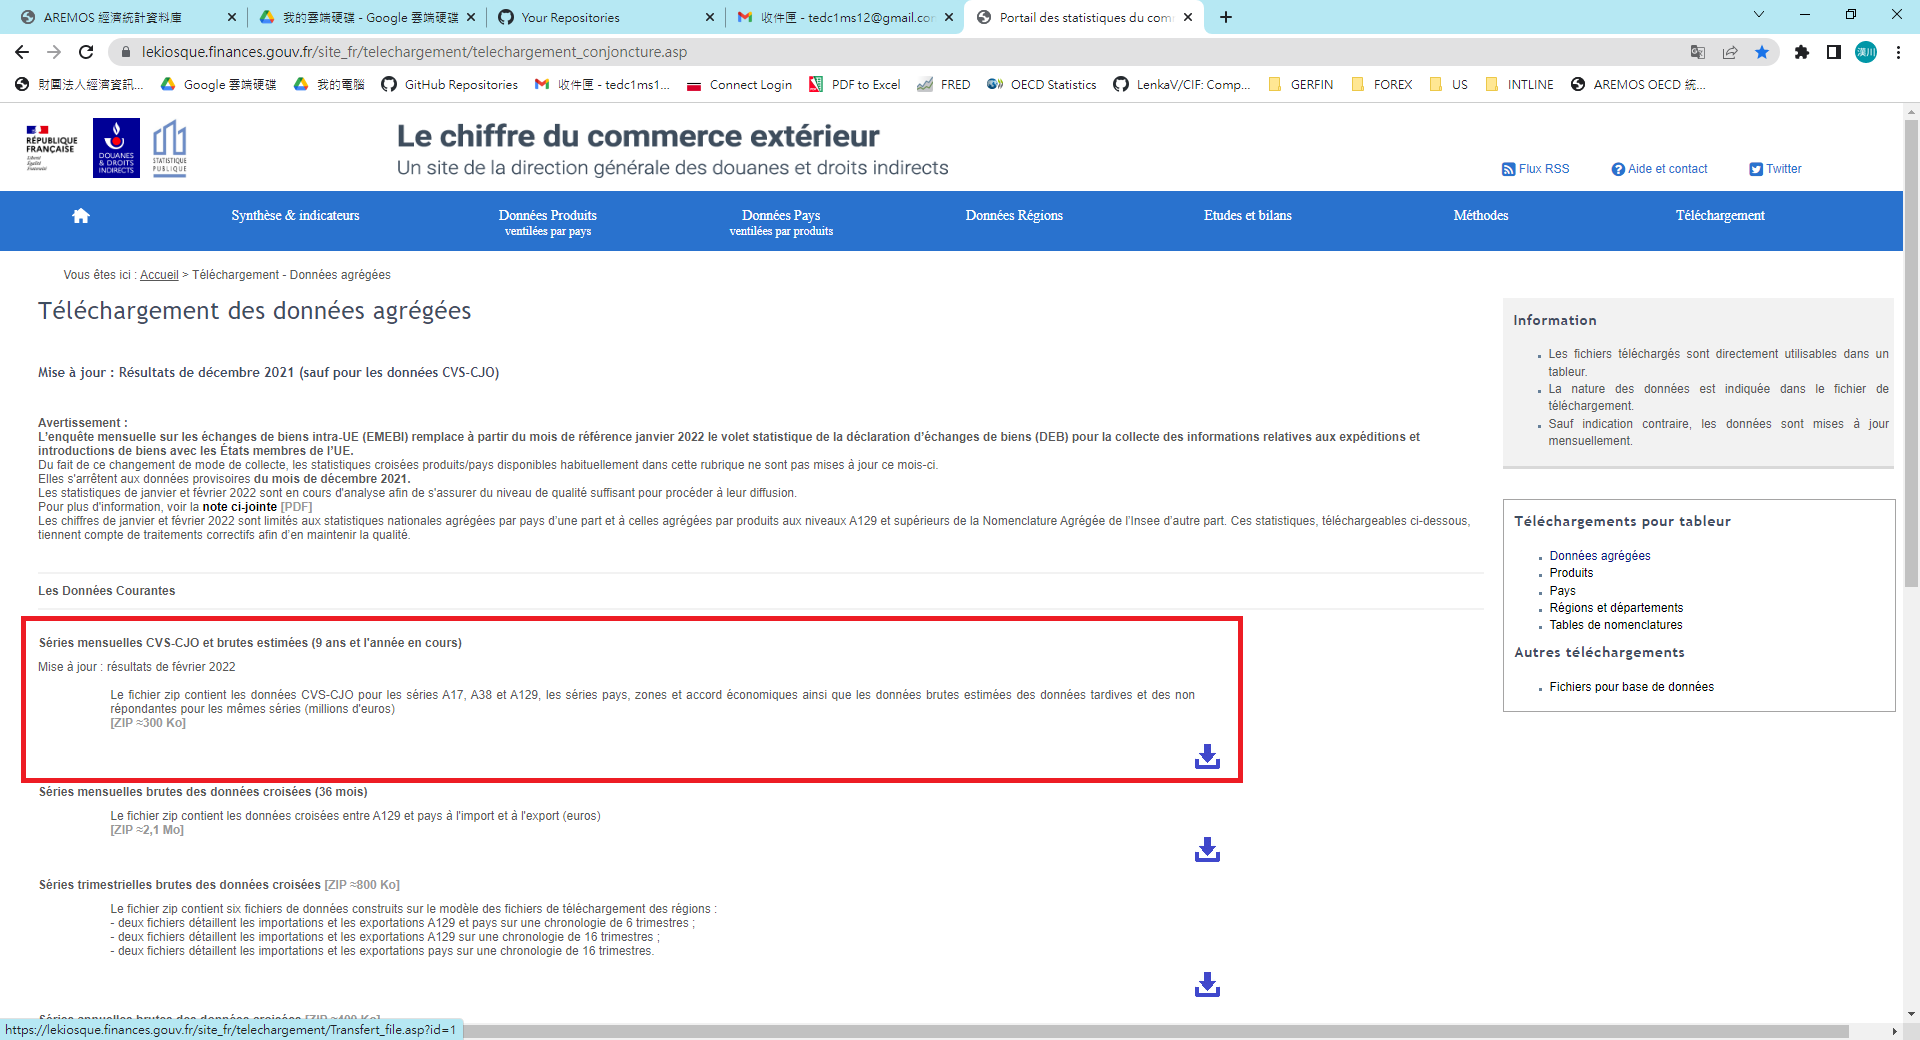 AREMOS 經濟統計資料庫
我的雲端硬碟 - Google 雲端硬碟
Your Repositories
收件匣 - tedc1ms12@gmail.co
Portail des statistiques du com
lekiosque.finances.gouv.fr/site_fr/telechargement/telechargement_conjoncture.asp
漢川
財團法人經濟資訊...
Google 雲端硬碟
我的電腦
GitHub Repositories
收件匣 - tedc1ms1...
Connect Login
PDF to Excel
FRED
OECD Statistics
LenkaV/CIF: Comp...
GERFIN
FOREX
US
INTLINE
AREMOS OECD 統...
RÉPUBLIQUE
FRANÇAISE
Liberté
Égalité
Fraternité
DOUANES
& DROITS
INDIRECTS
STATISTIQUE
PUBLIQUE
Le chiffre du commerce extérieur
Un site de la direction générale des douanes et droits indirects
Flux RSS
Aide et contact
Twitter
Synthèse & indicateurs
Données Produits
ventilées par pays
Données Pays
ventilées par produits
Données Régions
Etudes et bilans
Méthodes
Téléchargement
Vous êtes ici : Accueil > Téléchargement - Données agrégées
Téléchargement des données agrégées
Mise à jour : Résultats de décembre 2021 (sauf pour les données CVS-CJO)
Avertissement :
L'enquête mensuelle sur les échanges de biens intra-UE (EMEBI) remplace à partir du mois de référence janvier 2022 le volet statistique de la déclaration d'échanges de biens (DEB) pour la collecte des informations relatives aux expéditions et
introductions de biens avec les États membres de l'UE.
Du fait de ce changement de mode de collecte, les statistiques croisées produits/pays disponibles habituellement dans cette rubrique ne sont pas mises à jour ce mois-ci.
Elles s'arrêtent aux données provisoires du mois de décembre 2021.
Les statistiques de janvier et février 2022 sont en cours d'analyse afin de s'assurer du niveau de qualité suffisant pour procéder à leur diffusion.
Pour plus d'information, voir la note ci-jointe [PDF]
Les chiffres de janvier et février 2022 sont limités aux statistiques nationales agrégées par pays d'une part et à celles agrégées par produits aux niveaux A129 et supérieurs de la Nomenclature Agrégée de l'Insee d'autre part. Ces statistiques, téléchargeables ci-dessous,
tiennent compte de traitements correctifs afin d'en maintenir la qualité.
Les Données Courantes
Séries mensuelles CVS-CJO et brutes estimées (9 ans et l'année en cours)
Mise à jour : résultats de février 2022
Le fichier zip contient les données CVS-CJO pour les séries A17, A38 et A129, les séries pays, zones et accord économiques ainsi que les données brutes estimées des données tardives et des non
répondantes pour les mêmes séries (millions d'euros)
[ZIP ≈300 Ko]
Séries mensuelles brutes des données croisées (36 mois)
Le fichier zip contient les données croisées entre A129 et pays à l'import et à l'export (euros)
[ZIP ≈2,1 Mo]
Séries trimestrielles brutes des données croisées [ZIP ≈800 Ko]
Le fichier zip contient six fichiers de données construits sur le modèle des fichiers de téléchargement des régions :
- deux fichiers détaillent les importations et les exportations A129 et pays sur une chronologie de 6 trimestres ;
- deux fichiers détaillent les importations et les exportations A129 sur une chronologie de 16 trimestres ;
- deux fichiers détaillent les importations et les exportations pays sur une chronologie de 16 trimestres.
Séries annuelles brutes des données croisées [ZIP ≈400 Ko]
Information
Les fichiers téléchargés sont directement utilisables dans un
tableur.
La nature des données est indiquée dans le fichier de
téléchargement.
Sauf indication contraire, les données sont mises à jour
mensuellement.
Téléchargements pour tableur
Données agrégées
Produits
Pays
Régions et départements
Tables de nomenclatures
Autres téléchargements
Fichiers pour base de données
https://lekiosque.finances.gouv.fr/site_fr/telechargement/Transfert_file.asp?id=1